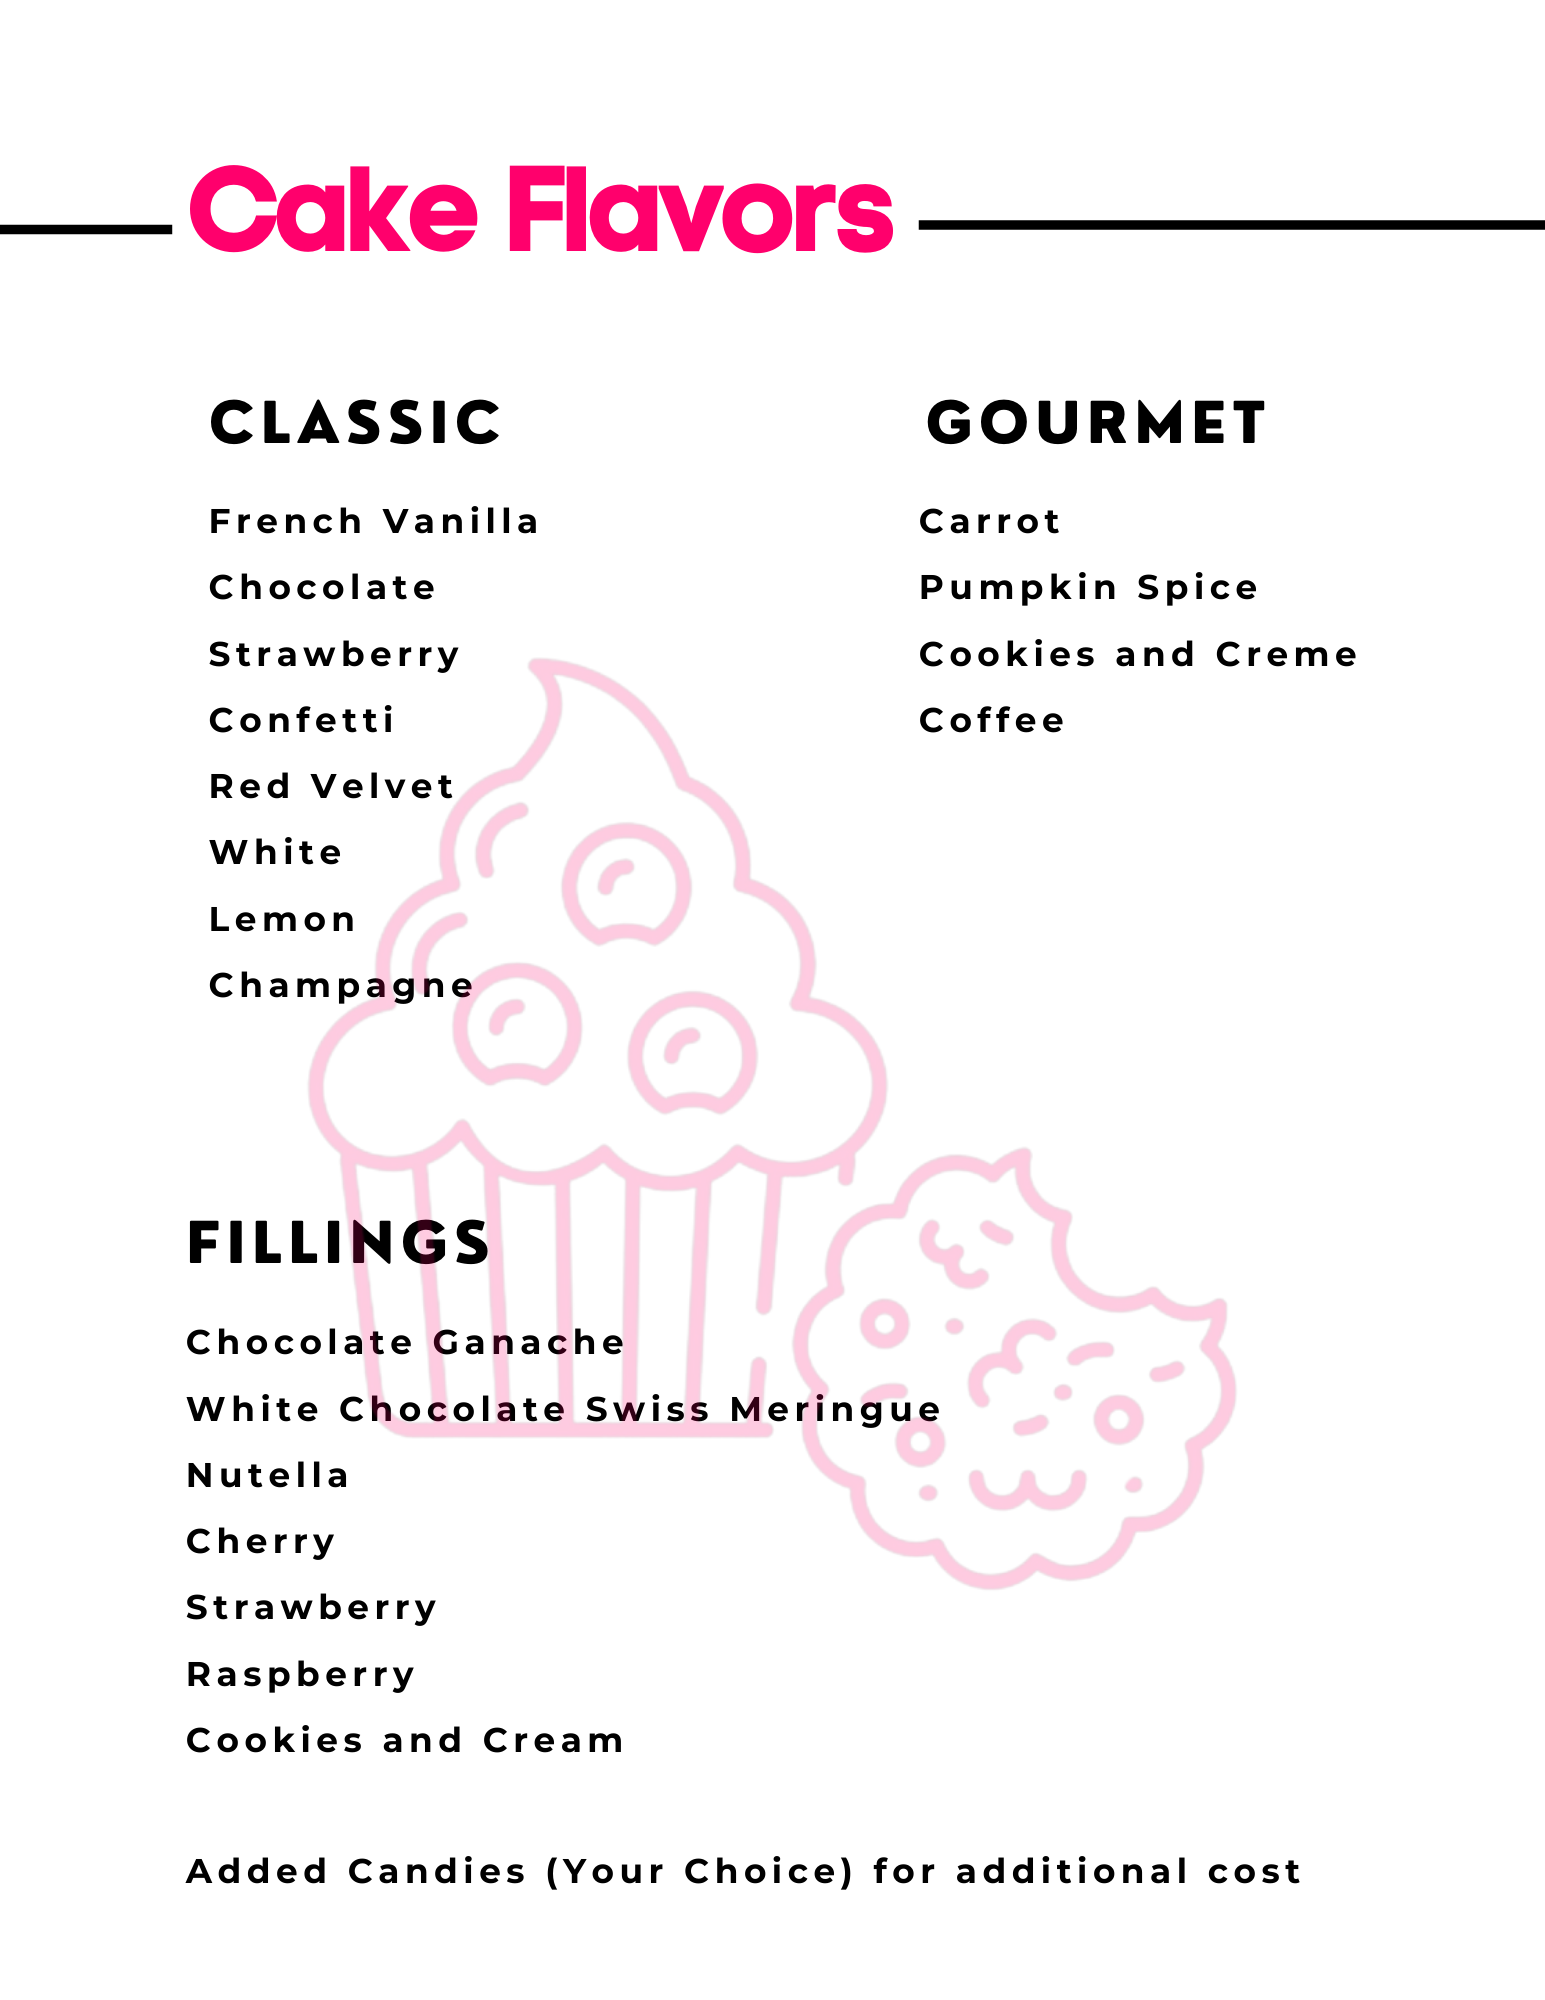 Cake Flavors
CLASSIC
French Vanilla
Chocolate
Strawberry
Confetti
Red Velvet
White
Lemon
Champagne
GOURMET
Carrot
Pumpkin Spice
Cookies and Creme
Coffee
FILLINGS
Chocolate Ganache
White Chocolate Swiss Meringue
Nutella
Cherry
Strawberry
Raspberry
Cookies and Cream
Added Candies (Your Choice) for additional cost